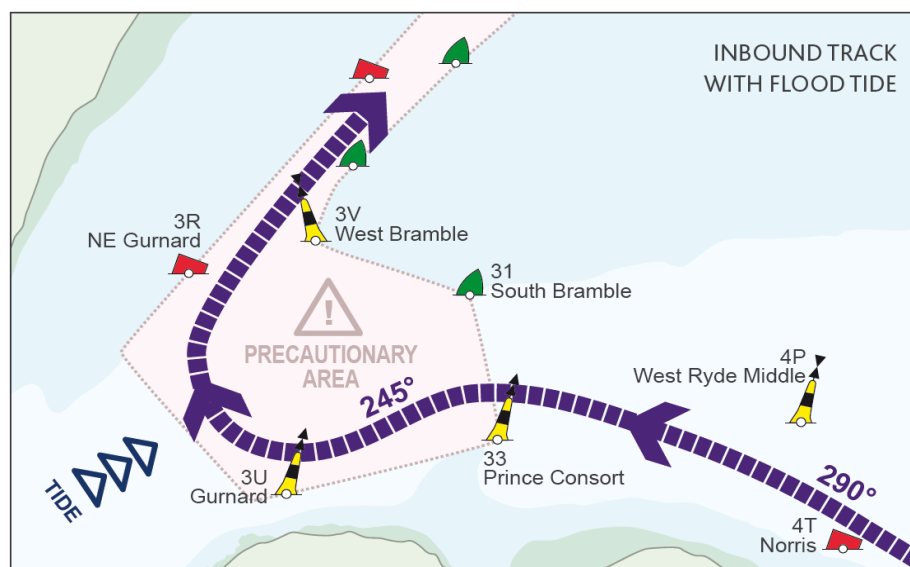 INBOUND TRACK
WITH FLOOD TIDE
3R
NE Gurnard
3V
West Bramble
31
South Bramble
!
PRECAUTIONARY
AREA
4P
West Ryde Middle
245°
33
Prince Consort
3U
Gurnard
TIDE
290°
4T
Norris